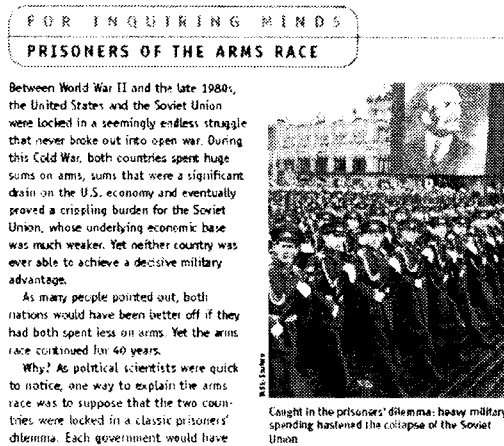 FOR INQUIRING MINDS
PRISONERS OF THE ARMS RACE
Between World War II and the late 1980s,
the United States and the Soviet Union
were locked in a seemingly endless struggle
that never broke out into open war. During
this Cold War, both countries spent huge
sums on arms, sums that were a significant
drain on the U.S. economy and eventually
proved a crippling burden for the Soviet
Union, whose underlying economic base
was much weaker. Yet neither country was
ever able to achieve a decisive military
advantage.
As many people pointed out, both
nations would have been better off if they
had both spent less on arms. Yet the arms
race continued for 40 years.
Why? As political scientists were quick
to notice, one way to explain the arms
race was to suppose that the two coun-
tries were locked in a classic prisoners'
dilemma. Each government would have
Caught in the prisoners' dilemma: heavy military
spending hastened the collapse of the Soviet
Union